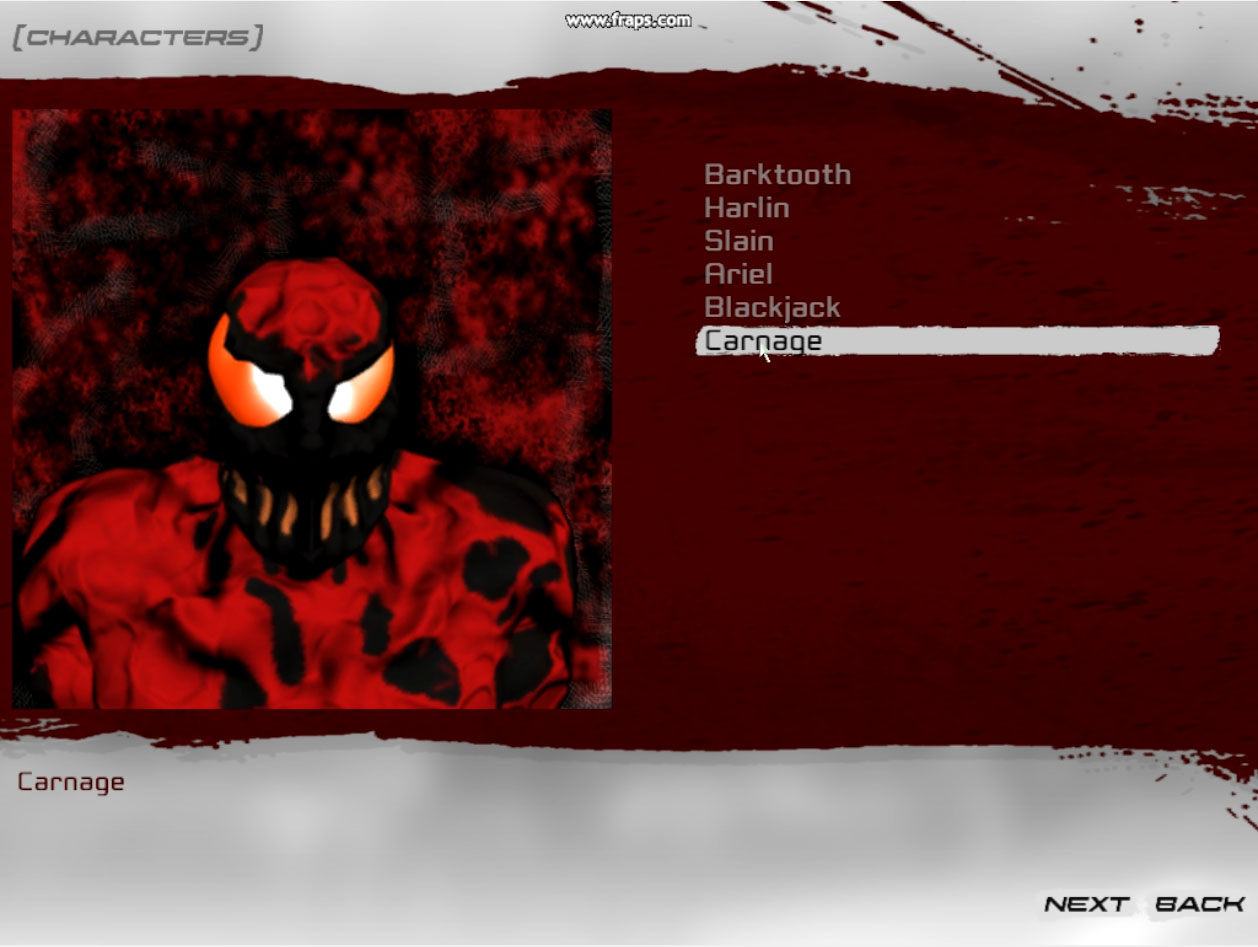 www.fraps.com
[CHARACTERS]
Barktooth
Harlin
Slain
Ariel
Blackjack
Carnage
Carnage
NEXT BACK